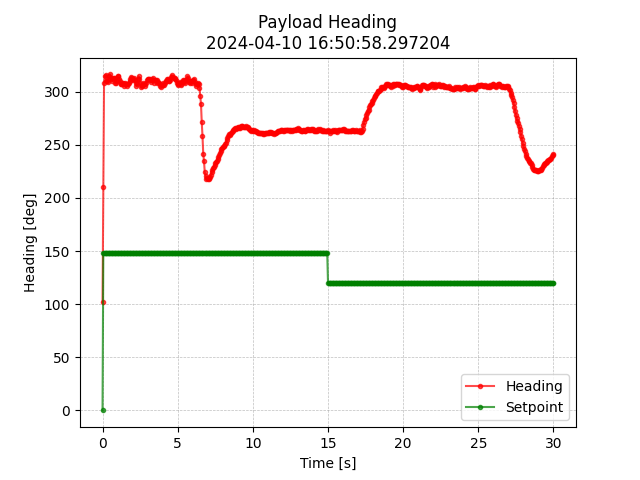 Payload Heading
2024-04-10 16:50:58.297204
Heading [deg]
300
250
200
150
100
50
0
Heading
Setpoint
0 5 10 15 20 25 30
Time [s]